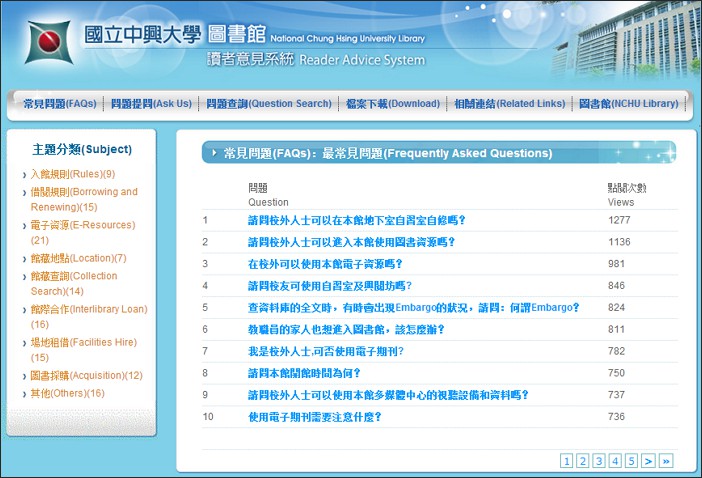 國立中興大學 圖書館 National Chung Hsing University Library
讀者意見系統 Reader Advice System
常見問題(FAQs) 問題提問(Ask Us) 問題查詢(Question Search) 檔案下載(Download) 相關連結(Related Links) 圖書館(NCHU Library)
主題分類(Subject)
入館規則(Rules)(9)
借閱規則(Borrowing and
Renewing)(15)
電子資源(E-Resources)
(21)
館藏地點(Location)(7)
館藏查詢(Collection
Search)(14)
館際合作(Interlibrary Loan)
(16)
場地租借(Facilities Hire)
(15)
圖書採購(Acquisition)(12)
其他(Others)(16)
常見問題(FAQs)：最常見問題(Frequently Asked Questions)
問題 點閱次數
Question Views
1 請問校外人士可以在本館地下室自習室自修嗎? 1277
2 請問校外人士可以進入本館使用圖書資源嗎? 1136
3 在校外可以使用本館電子資源嗎? 981
4 請問校友可使用自習室及興閱坊嗎? 846
5 查資料庫的全文時，有時會出現Embargo的狀況，請問：何謂Embargo? 824
6 教職員的家人也想進入圖書館，該怎麼辦? 811
7 我是校外人士,可否使用電子期刊? 782
8 請問本館開館時間為何? 750
9 請問校外人士可以使用本館多媒體中心的視聽設備和資料嗎? 737
10 使用電子期刊需要注意什麼? 736
1 2 3 4 5 > »